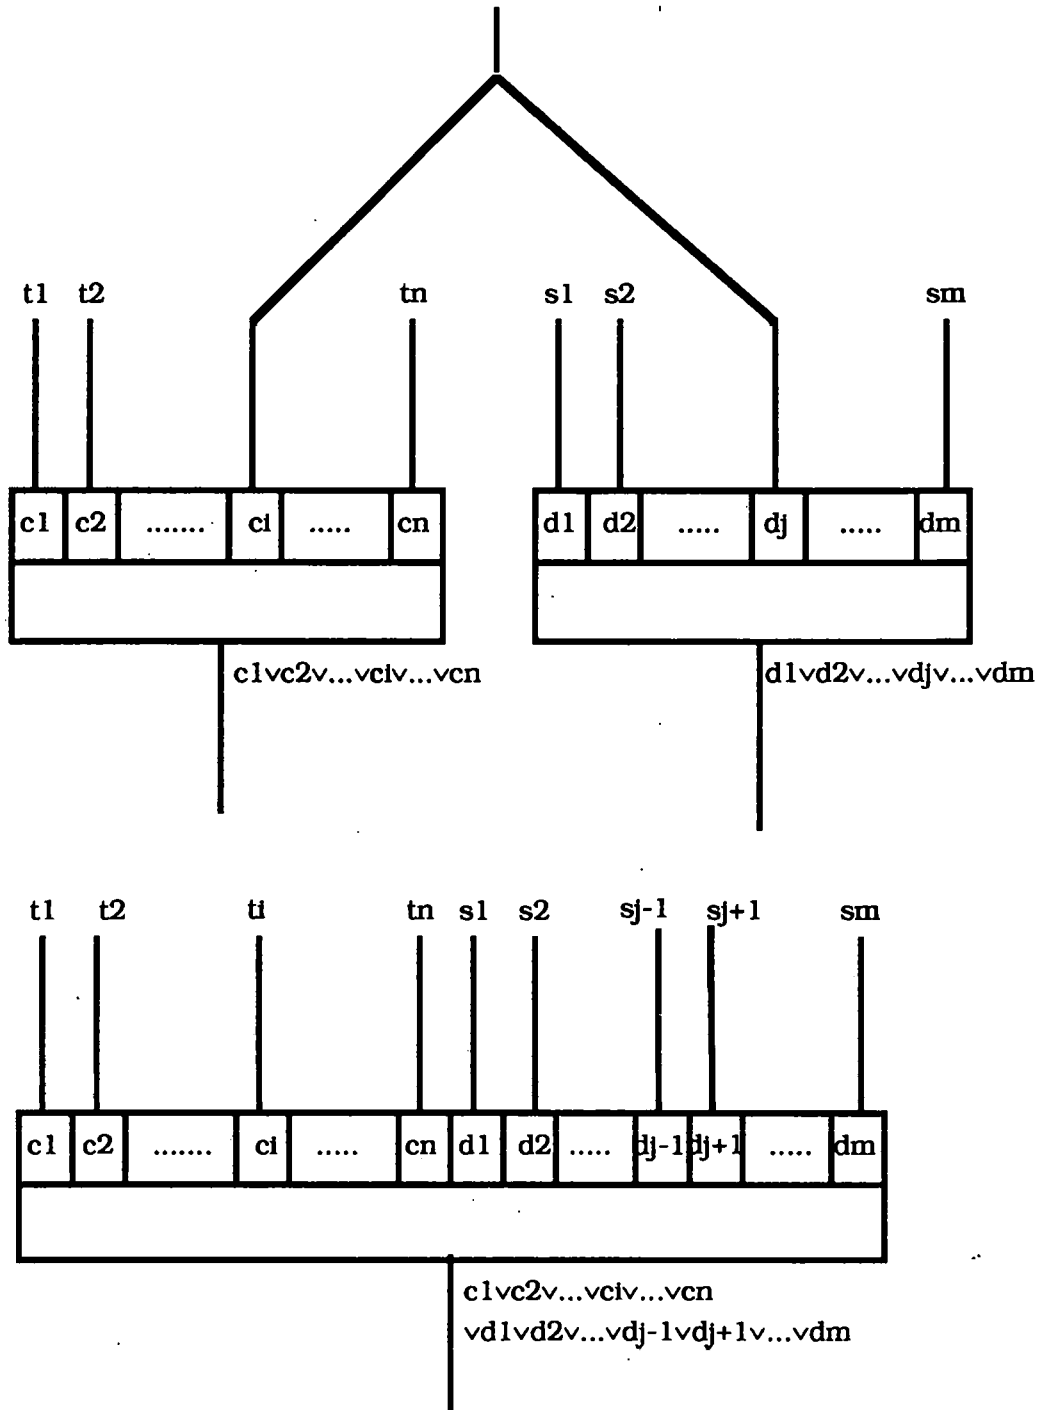 t1 t2 tn s1 s2 sm
c1 c2 ....... ci ..... cn d1 d2 ..... dj ..... dm
c1vc2v...vciv...vcn d1vd2v...vdjv...vdm
t1 t2 ti tn s1 s2 sj-1 sj+1 sm
c1 c2 ....... ci ..... cn d1 d2 ..... dj-1 dj+1 ..... dm
c1vc2v...vciv...vcn
vd1vd2v...vdj-1vdj+1v...vdm